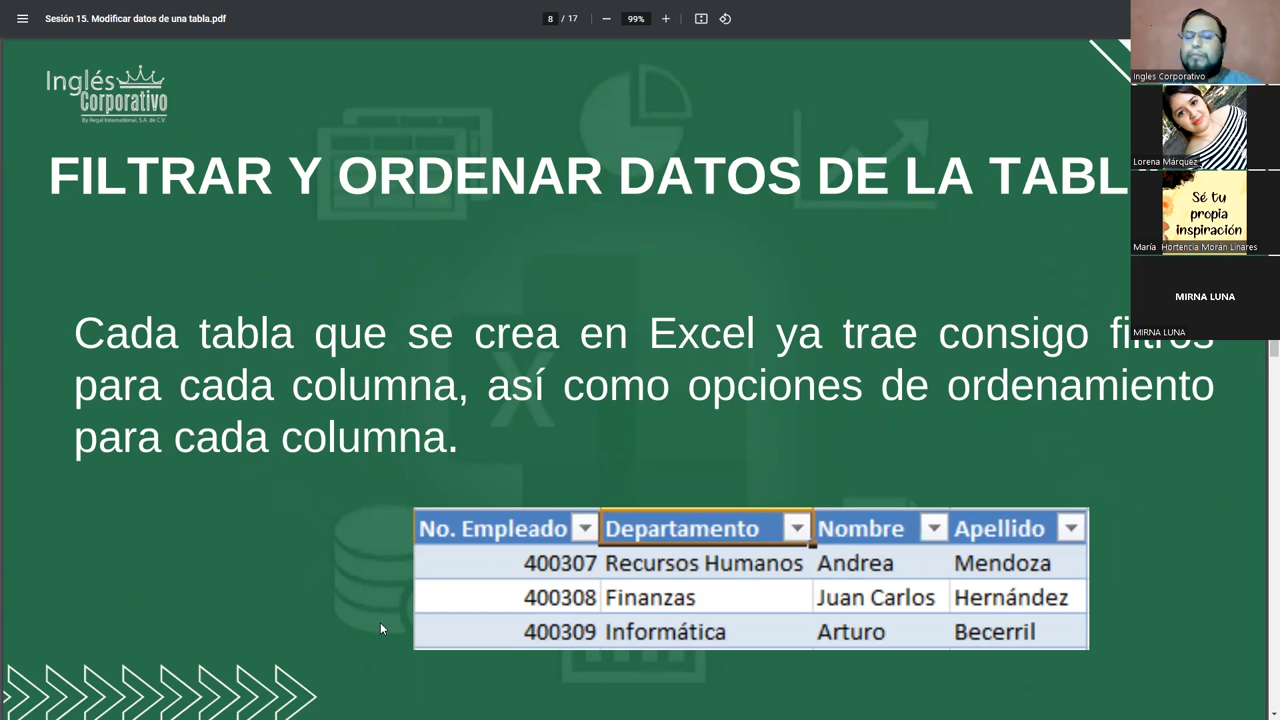 Sesión 15. Modificar datos de una tabla.pdf
8 / 17
99%
Inglés
Corporativo
By Regal International, S.A. de C.V.
FILTRAR Y ORDENAR DATOS DE LA TABL
Cada tabla que se crea en Excel ya trae consigo filtros
para cada columna, así como opciones de ordenamiento
para cada columna.
No. Empleado Departamento Nombre Apellido
400307 Recursos Humanos Andrea Mendoza
400308 Finanzas Juan Carlos Hernández
400309 Informática Arturo Becerril
Ingles Corporativo
Lorena Márquez
Sé tu
propia
inspiración
María Hortencia Morán Linares
MIRNA LUNA
MIRNA LUNA